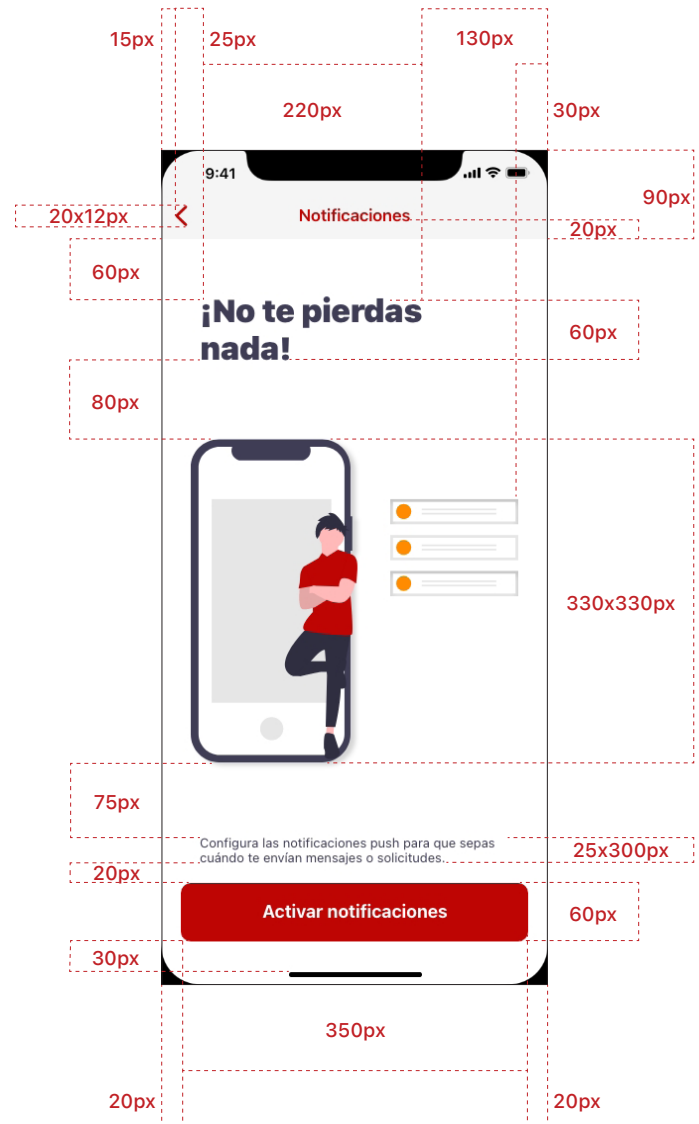 15px
25px
130px
220px
30px
9:41
90px
20x12px
Notificaciones
20px
60px
¡No te pierdas
nada!
60px
80px
330x330px
75px
Configura las notificaciones push para que sepas
cuándo te envían mensajes o solicitudes.
25x300px
20px
Activar notificaciones
60px
30px
350px
20px
20px